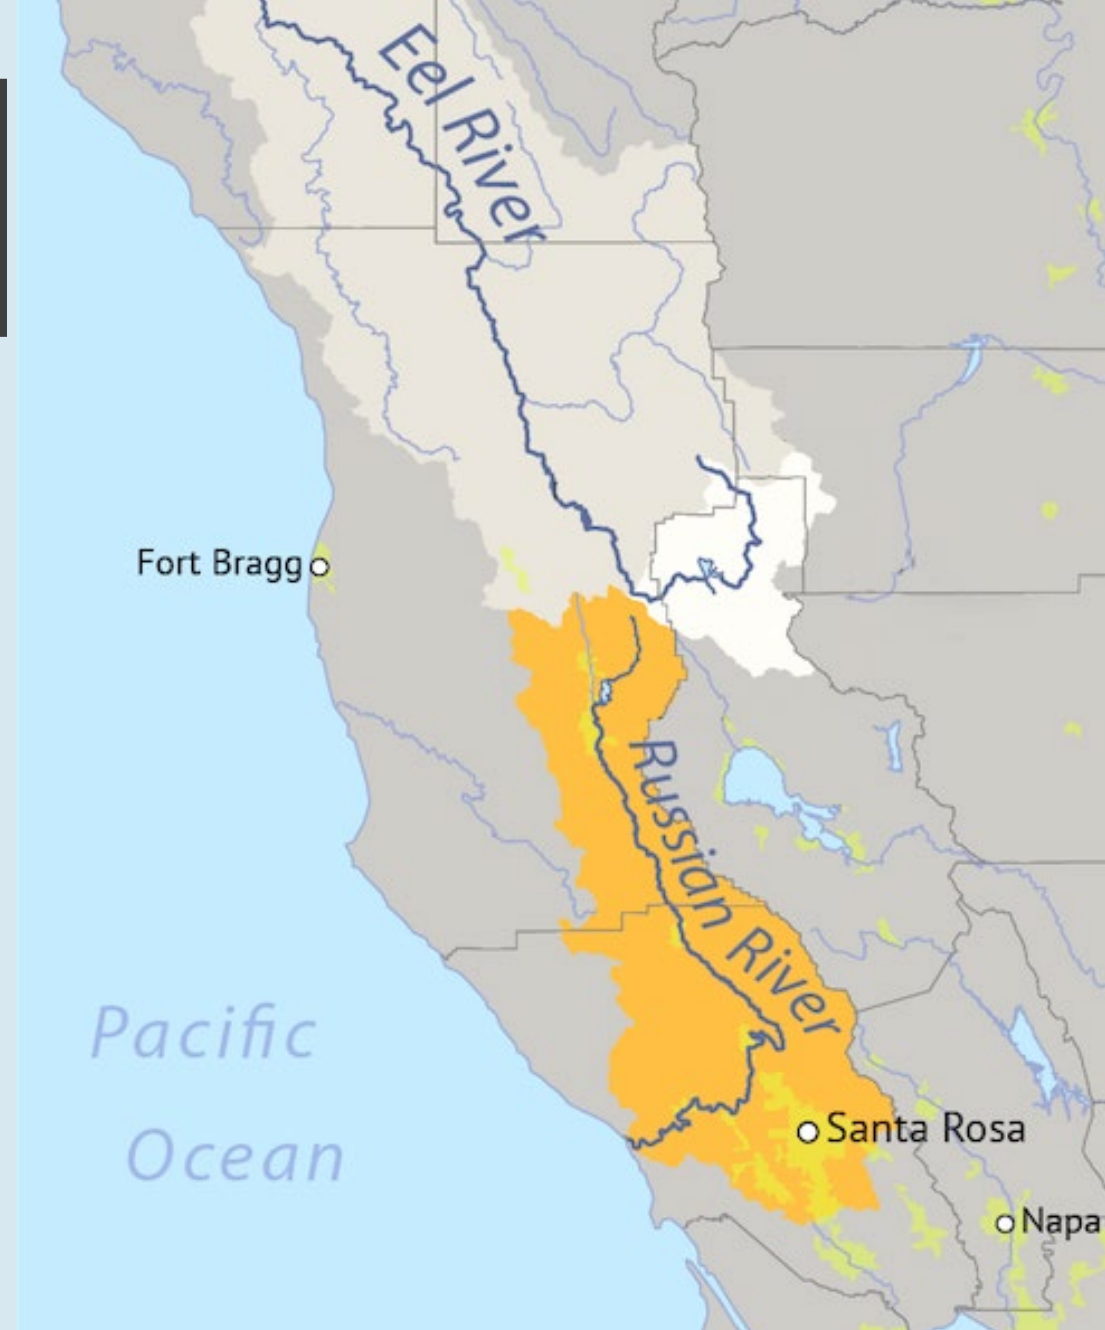 Eel River
Fort Bragg
Russian River
Pacific
Ocean
Santa Rosa
Napa